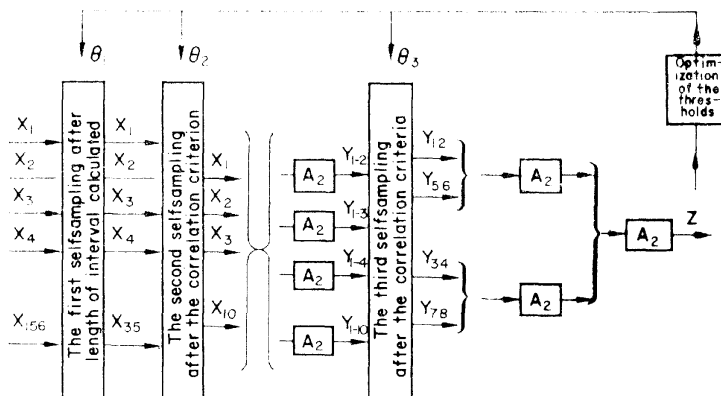 θ1
θ2
θ3
Optim-
ization
of the
thres-
holds
X1
X2
X3
X4
X156
The first selfsampling after
length of interval calculated
X1
X2
X3
X4
X35
The second selfsampling
after the correlation criterion
X1
X2
X3
X10
A2
A2
A2
A2
Y1-2
Y1-3
Y1-4
Y1-10
The third selfsampling
after the correlation criteria
Y12
Y56
Y34
Y78
A2
A2
A2
Z